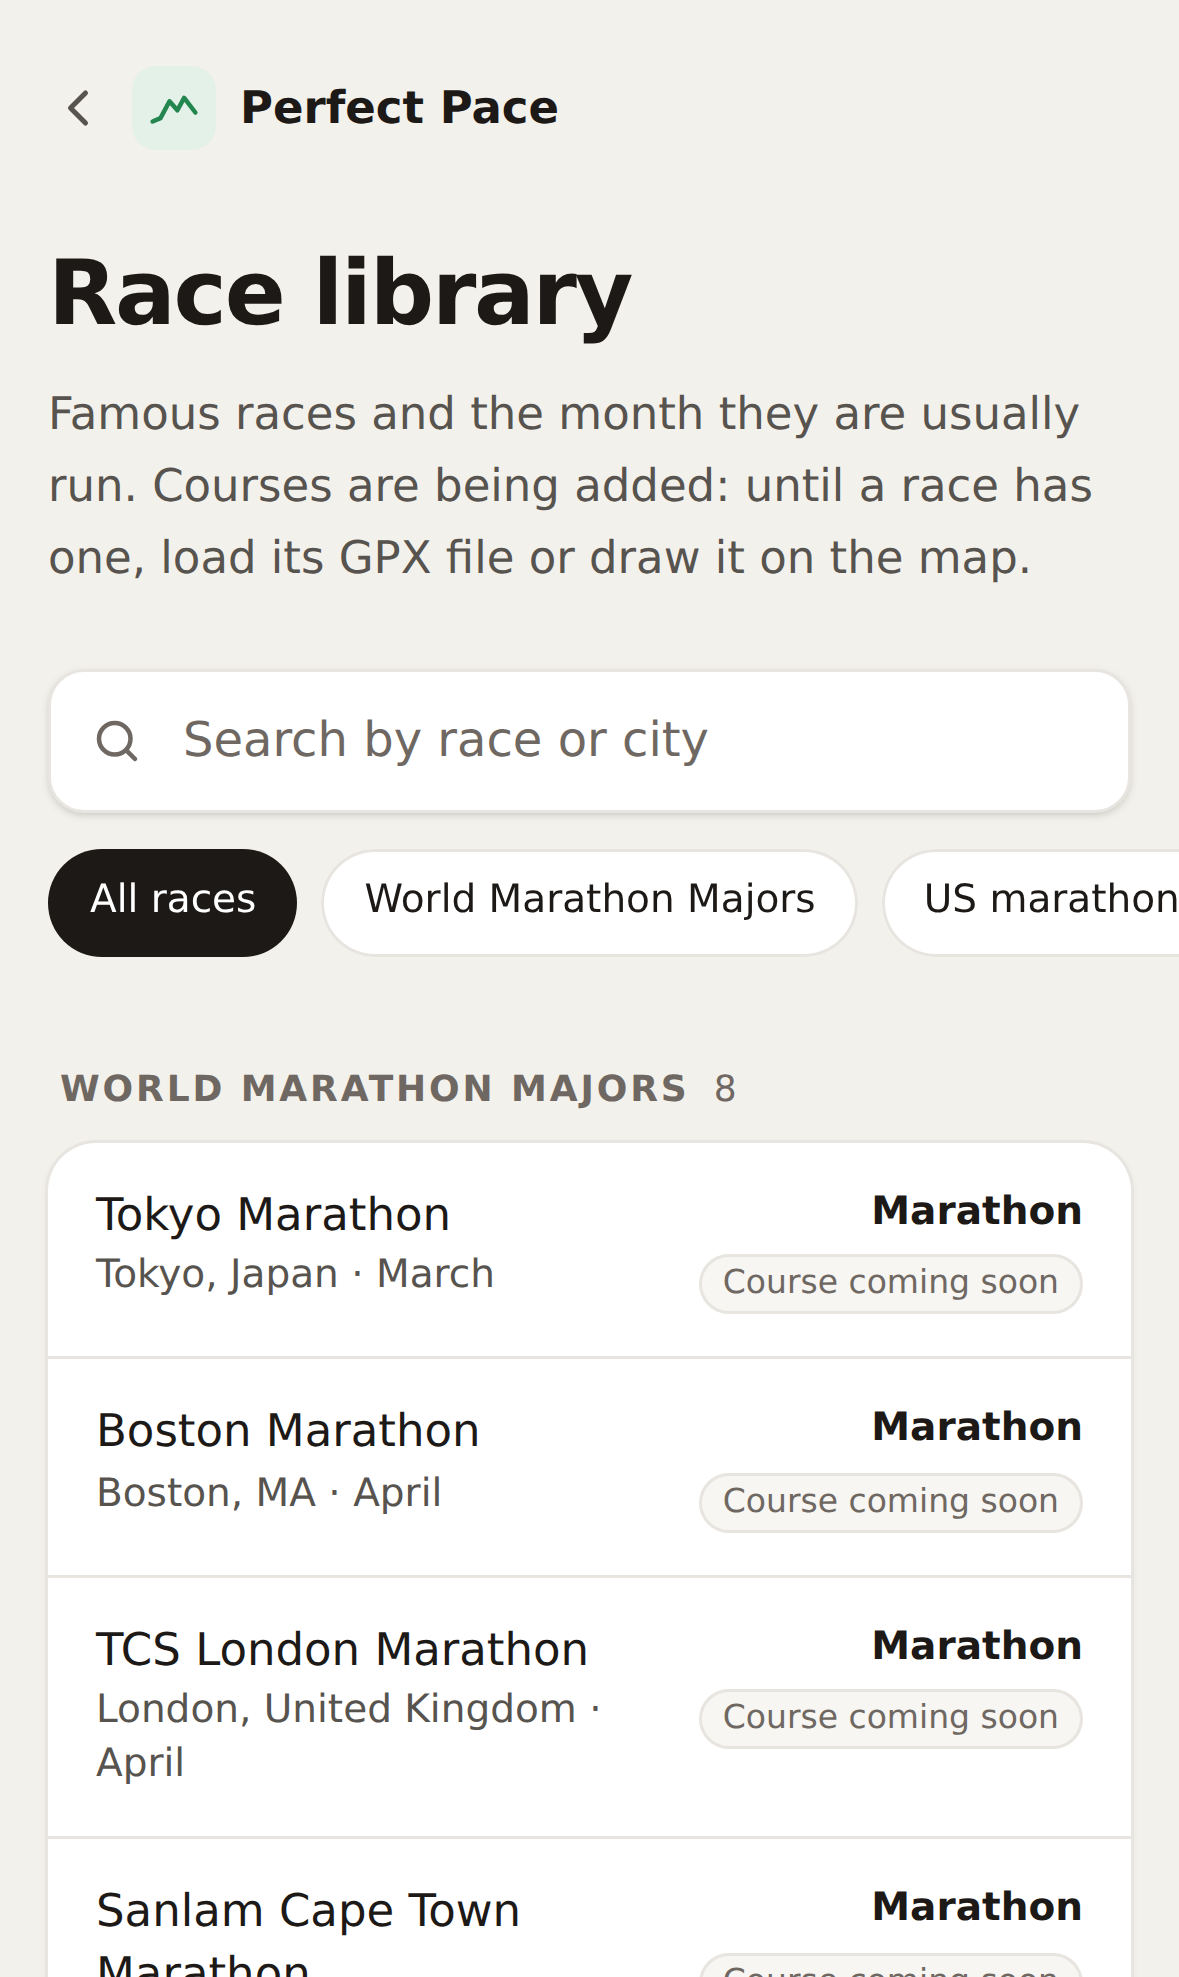 Perfect Pace
Race library
Famous races and the month they are usually
run. Courses are being added: until a race has
one, load its GPX file or draw it on the map.
Search by race or city
All races
World Marathon Majors
US marathon
WORLD MARATHON MAJORS 8
Tokyo Marathon
Marathon
Tokyo, Japan · March
Course coming soon
Boston Marathon
Marathon
Boston, MA · April
Course coming soon
TCS London Marathon
Marathon
London, United Kingdom ·
April
Course coming soon
Sanlam Cape Town
Marathon
Marathon
Course coming soon